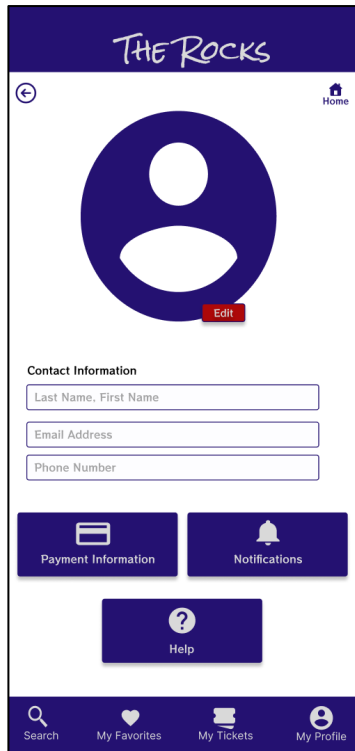 THE ROCKS
Home
Edit
Contact Information
Last Name, First Name
Email Address
Phone Number
Payment Information
Notifications
?
Help
Search
My Favorites
My Tickets
My Profile